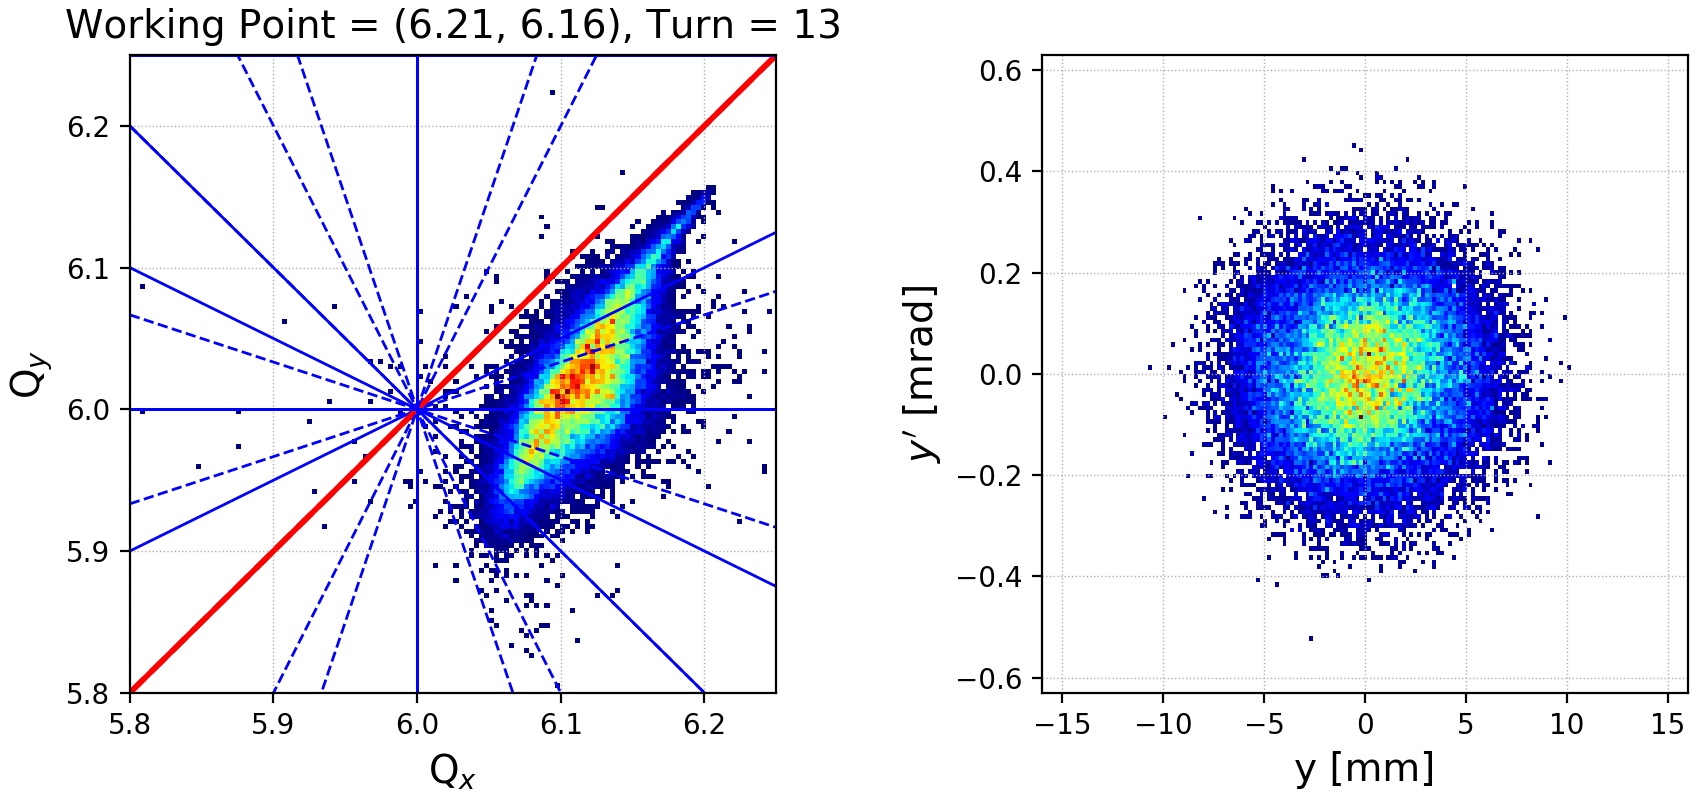 Working Point = (6.21, 6.16), Turn = 13
6.2
6.1
6.0
5.9
5.8
Q_y
5.8 5.9 6.0 6.1 6.2
Q_x
0.6
0.4
0.2
0.0
−0.2
−0.4
−0.6
y′ [mrad]
−15 −10 −5 0 5 10 15
y [mm]